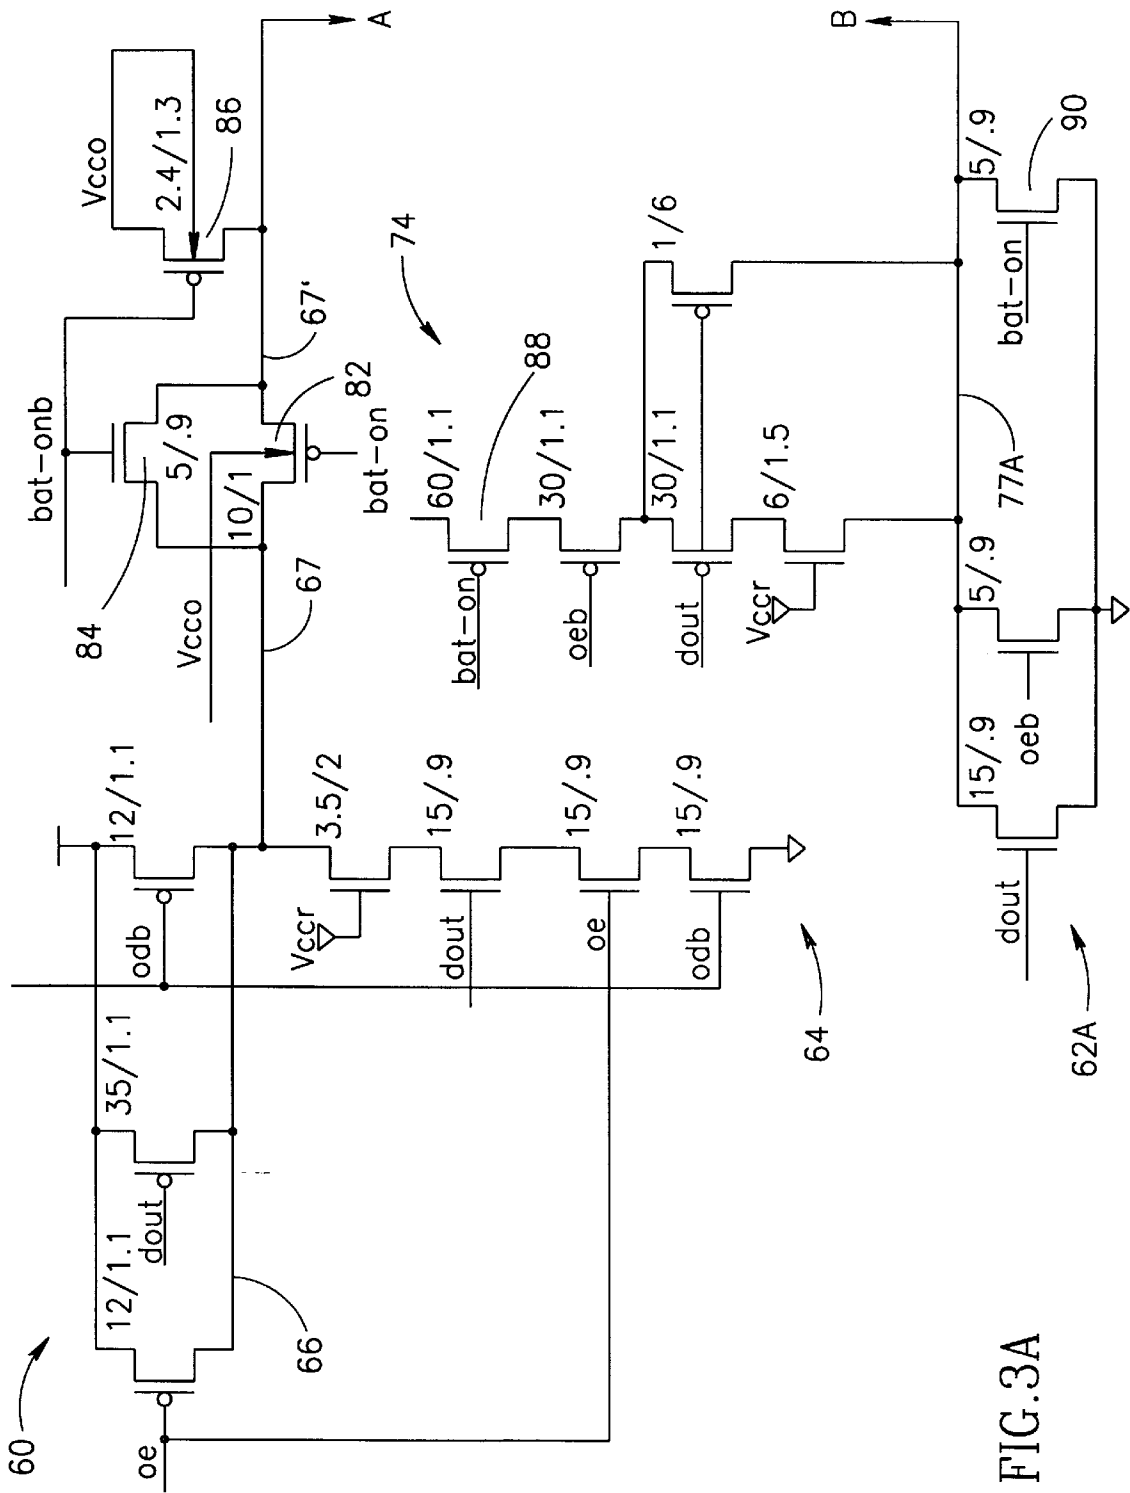 60
bat-onb
84
Vcco
12/1.1
35/1.1
12/1.1
oe
dout
odb
5/.9
2.4/1.3
Vcco
10/1
86
66
Vccr
67
67'
3.5/2
82
bat-on
A
74
15/.9
60/1.1
dout
bat-on
88
30/1.1
15/.9
oeb
oe
15/.9
30/1.1
1/6
odb
dout
Vccr
6/1.5
64
B
15/.9
5/.9
5/.9
dout
oeb
77A
bat-on
90
62A
FIG.3A